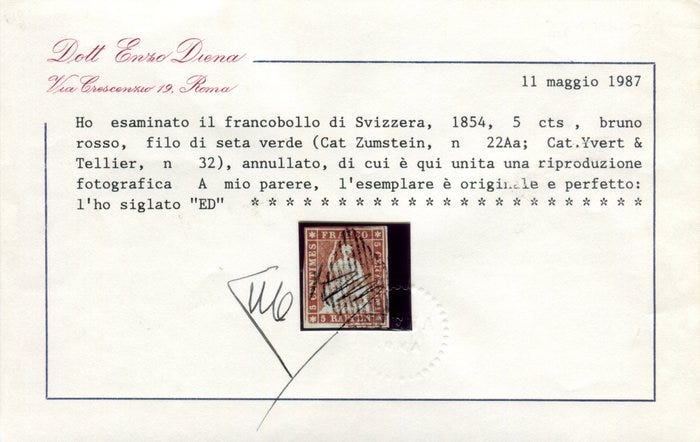 Dott Enzo Diena
Via Crescenzio 19, Roma
11 maggio 1987
Ho esaminato il francobollo di Svizzera, 1854, 5 cts , bruno
rosso, filo di seta verde (Cat Zumstein, n 22Aa; Cat.Yvert &
Tellier, n 32), annullato, di cui è qui unita una riproduzione
fotografica A mio parere, l'esemplare è originale e perfetto:
l'ho siglato "ED" * * * * * * * * * * * * * * * * * * * * * * *
FRANCO
5 CENTIMES
5 RAPPEN